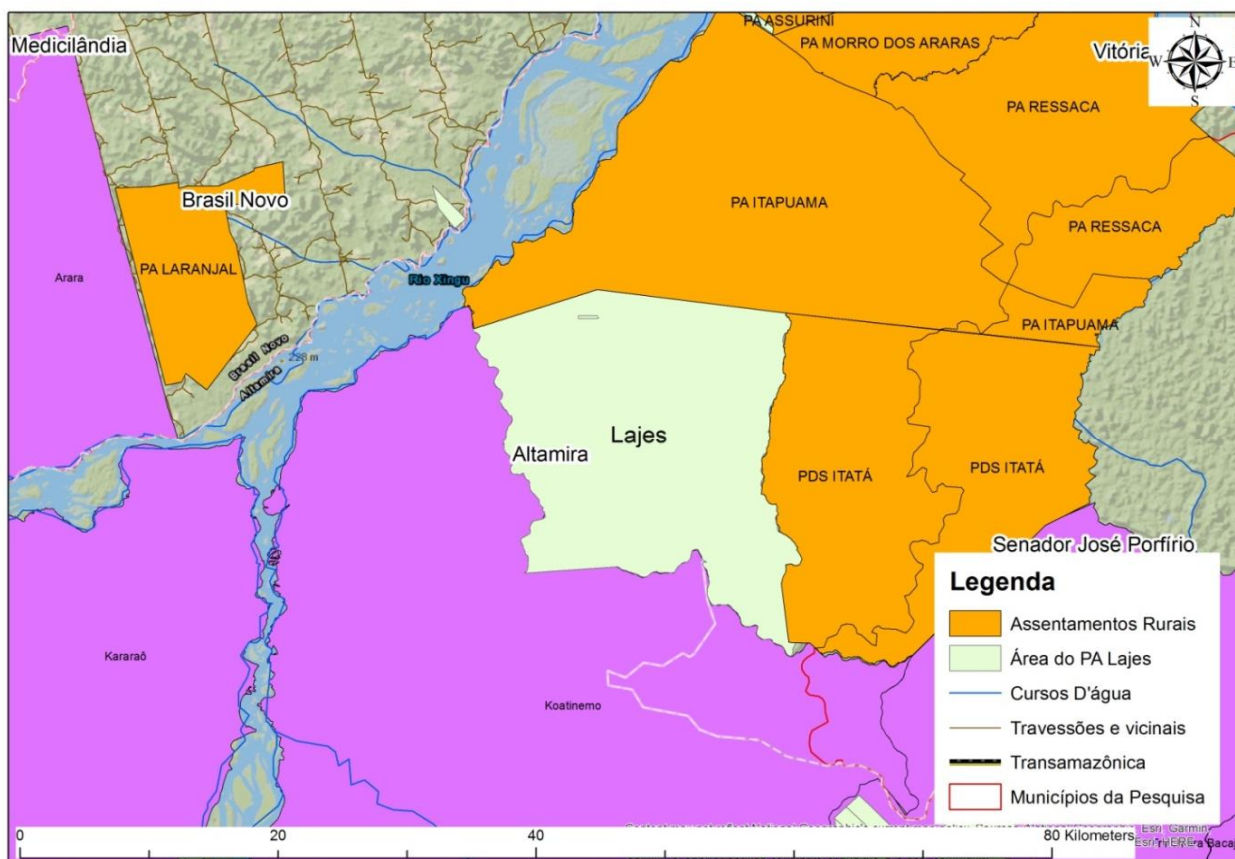 Medicilândia
PA ASSURINI
PA MORRO DOS ARARAS
Vitória
N
W
E
S
PA RESSACA
Brasil Novo
PA ITAPUAMA
PA RESSACA
PA LARANJAL
Arara
Rio Xingu
PA ITAPUAMA
Brasil Novo
228 m
Altamira
Lajes
Altamira
PDS ITATÁ
PDS ITATÁ
Senador José Porfírio
Kararaô
Koatinemo
Legenda
Assentamentos Rurais
Área do PA Lajes
Cursos D'água
Travessões e vicinais
Transamazônica
Municípios da Pesquisa
0
20
40
80 Kilometers
Esri, Garmin
Esri, HERE